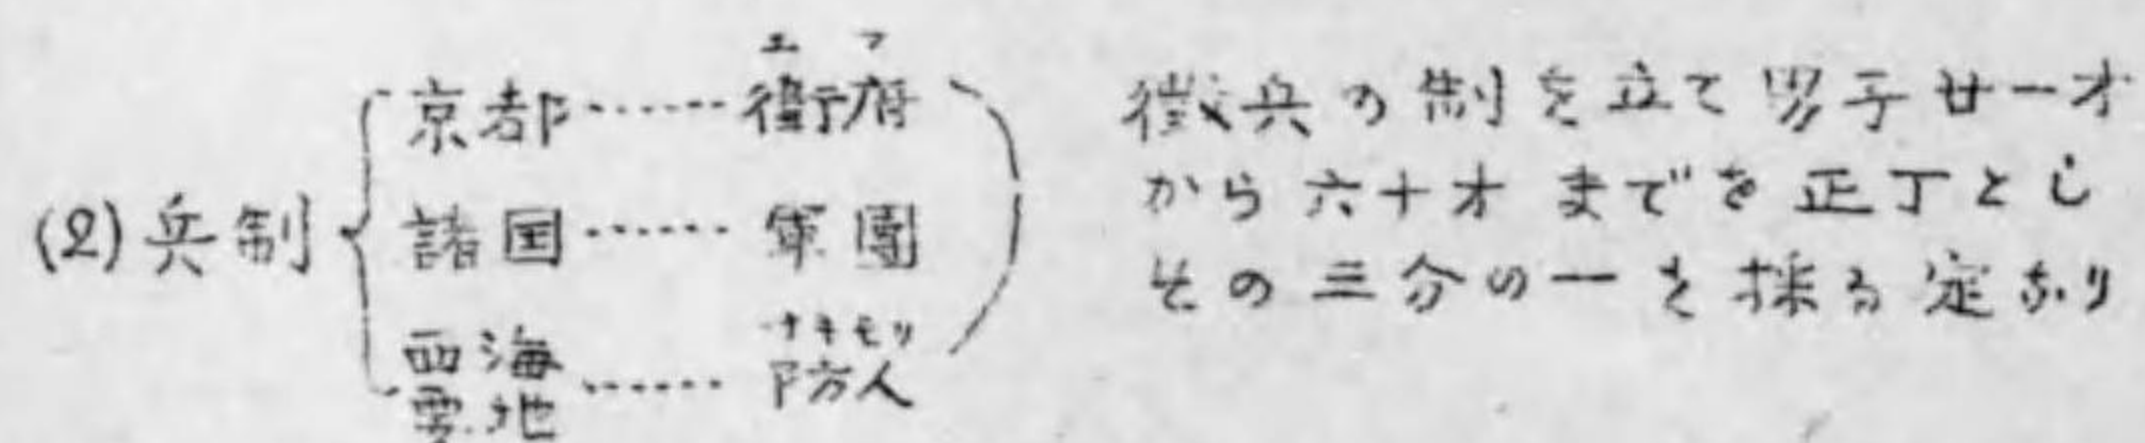 (2) 兵制
京都……衛府
エフ
諸国……軍團
西海要地……防人
サキモリ
徴兵の制を立て男子廿一才
から六十才までを正丁とし
その三分の一を採る定あり